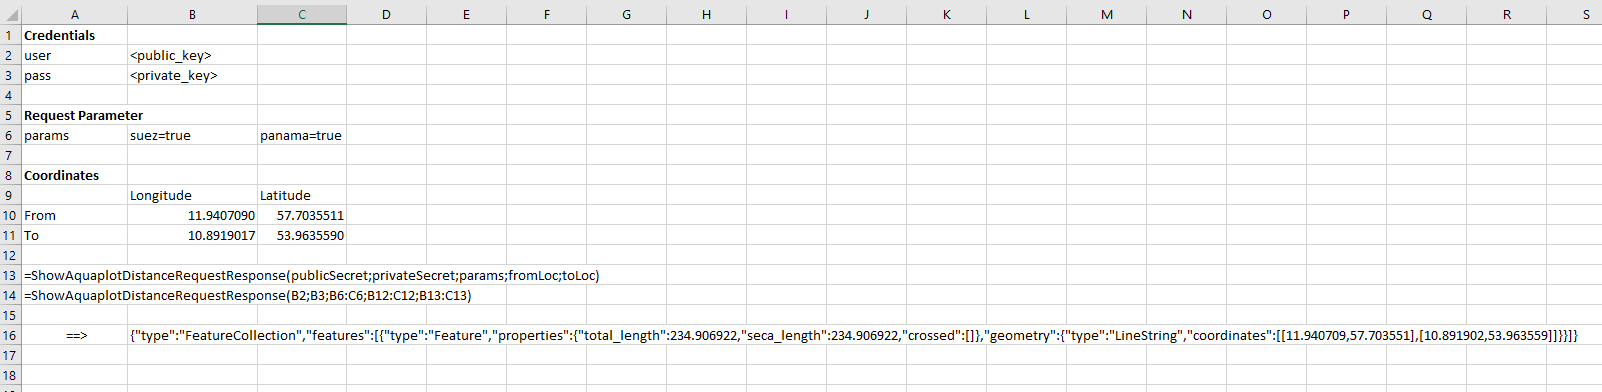 A B C D E F G H I J K L M N O P Q R S
1 Credentials
2 user <public_key>
3 pass <private_key>
4
5 Request Parameter
6 params suez=true panama=true
7
8 Coordinates
9 Longitude Latitude
10 From 11.9407090 57.7035511
11 To 10.8919017 53.9635590
12
13 =ShowAquaplotDistanceRequestResponse(publicSecret;privateSecret;params;fromLoc;toLoc)
14 =ShowAquaplotDistanceRequestResponse(B2;B3;B6:C6;B12:C12;B13:C13)
15
16 ==> {"type":"FeatureCollection","features":[{"type":"Feature","properties":{"total_length":234.906922,"seca_length":234.906922,"crossed":[]},"geometry":{"type":"LineString","coordinates":[[11.940709,57.703551],[10.891902,53.963559]]}}]}
17
18